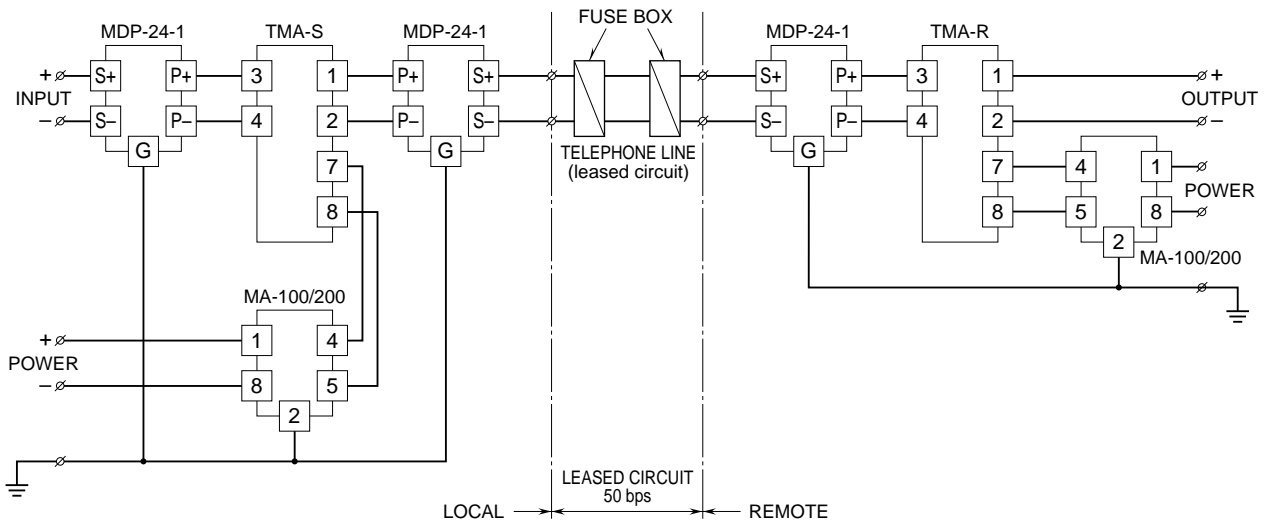 FUSE BOX
MDP-24-1 TMA-S MDP-24-1 MDP-24-1 TMA-R
+ S+ P+ 3 1 P+ S+ S+ P+ 3 1 +
INPUT OUTPUT
– S– P– 4 2 P– S– S– P– 4 2 –
G G G
TELEPHONE LINE
(leased circuit)
7 7 4 1
POWER
8 8 5 8
2
MA-100/200
MA-100/200
+ 1 4
POWER
– 8 5
2
LEASED CIRCUIT
50 bps
LOCAL REMOTE